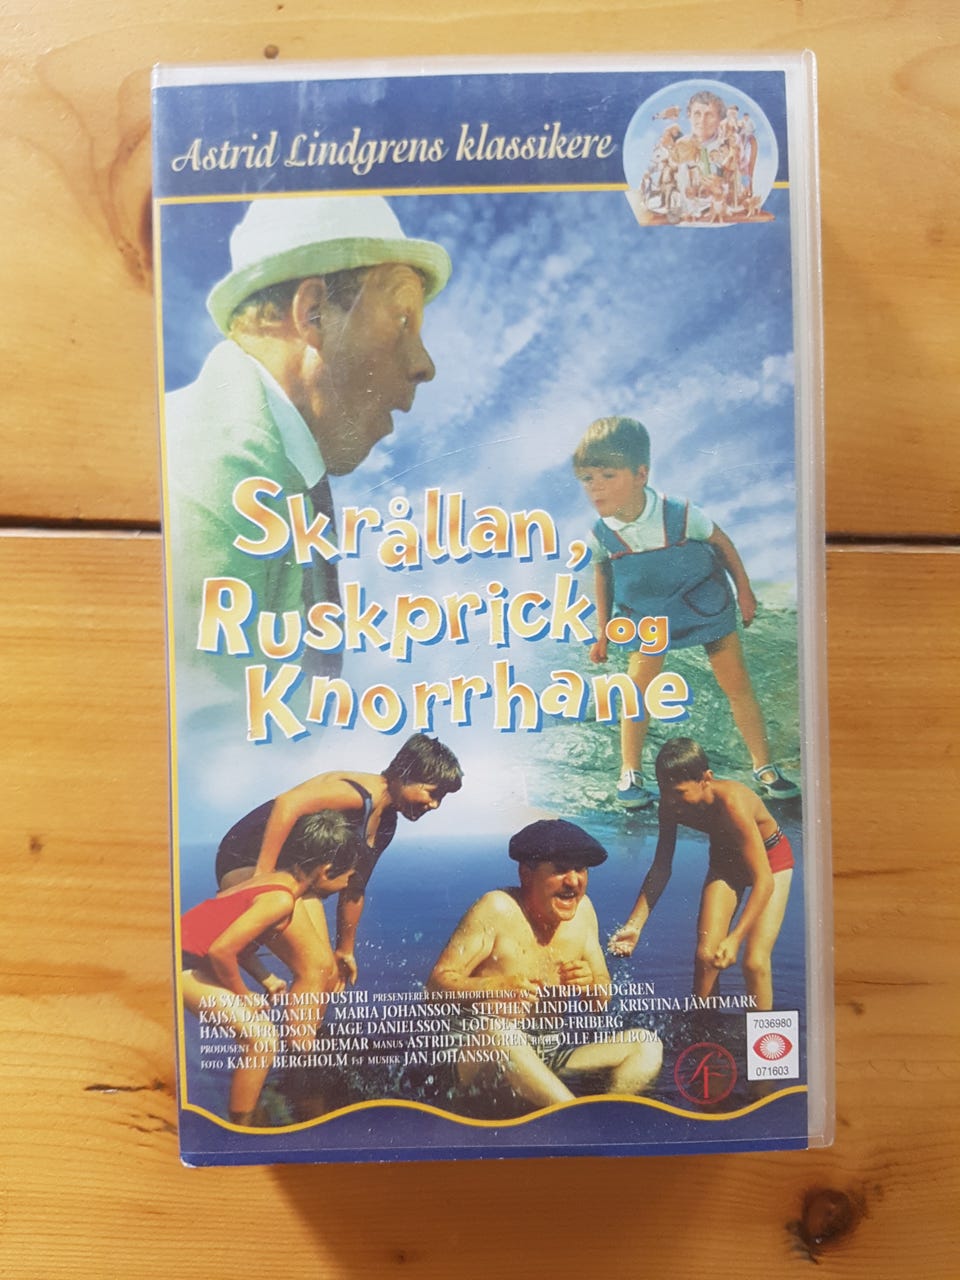 Astrid Lindgrens klassikere
Skrållan,
Ruskprick og
Knorrhane
AB SVENSK FILMINDUSTRI PRESENTERER EN FILMFORTELLING AV ASTRID LINDGREN
KAJSA DANDANELL MARIA JOHANSSON STEPHEN LINDHOLM . KRISTINA JÄMTMARK
HANS ALFREDSON . TAGE DANIELSSON LOUISE EDLIND-FRIBERG
PRODUSENT OLLE NORDEMAR MANUS ASTRID LINDGREN REGI OLLE HELLBOM
FOTO KALLE BERGHOLM FSF MUSIKK JAN JOHANSSON
SF
7036980
071603